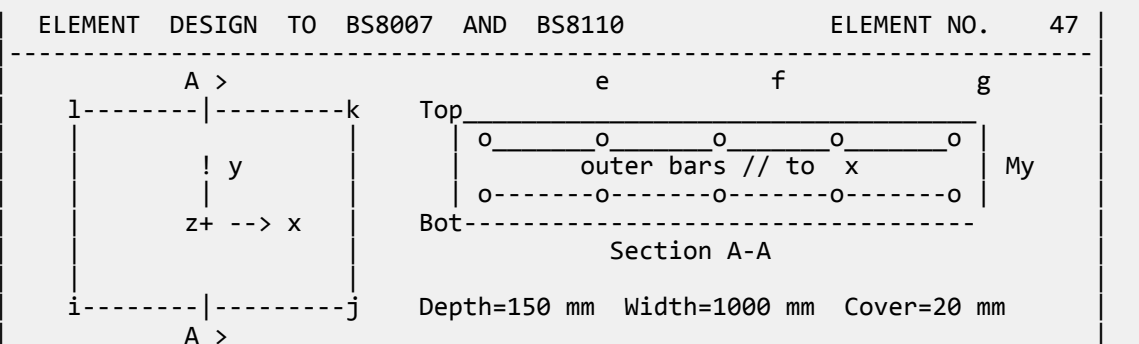 ELEMENT DESIGN TO BS8007 AND BS8110 ELEMENT NO. 47
A > e f g
l--------|---------k Top
o_______o_______o_______o_______o
! y outer bars // to x My
o-------o-------o-------o-------o
z+ --> x Bot-----------------------------------
Section A-A
i--------|---------j Depth=150 mm Width=1000 mm Cover=20 mm
A >